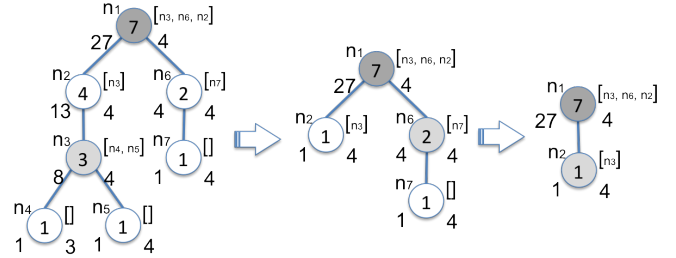 n1 7 [n3, n6, n2]
27 4
n2 4 [n3] n6 2 [n7]
13 4 4 4
n3 3 [n4, n5] n7 1 []
8 4 1 4
n4 1 [] n5 1 []
1 3 1 4
n1 7 [n3, n6, n2]
27 4
n2 1 [n3] n6 2 [n7]
1 4 4 4
n7 1 []
1 4
n1 7 [n3, n6, n2]
27 4
n2 1 [n3]
1 4